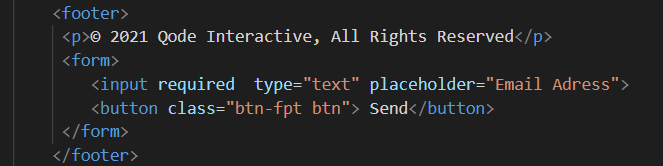 <footer>
<p>© 2021 Qode Interactive, All Rights Reserved</p>
<form>
<input required  type="text" placeholder="Email Adress">
<button class="btn-fpt btn"> Send</button>
</form>
</footer>